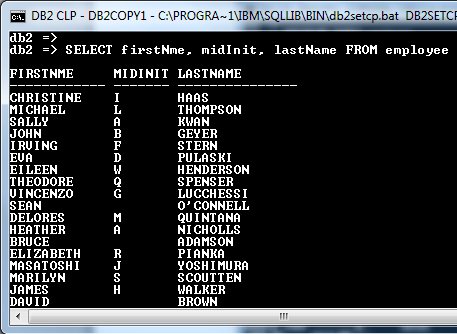 DB2 CLP - DB2COPY1 - C:\PROGRA~1\IBM\SQLLIB\BIN\db2setcp.bat DB2SETCP
db2 =>
db2 => SELECT firstNme, midInit, lastName FROM employee
FIRSTNME MIDINIT LASTNAME
------------ ------- ---------------
CHRISTINE I HAAS
MICHAEL L THOMPSON
SALLY A KWAN
JOHN B GEYER
IRVING F STERN
EVA D PULASKI
EILEEN W HENDERSON
THEODORE Q SPENSER
VINCENZO G LUCCHESSI
SEAN O'CONNELL
DELORES M QUINTANA
HEATHER A NICHOLLS
BRUCE ADAMSON
ELIZABETH R PIANKA
MASATOSHI J YOSHIMURA
MARILYN S SCOUTTEN
JAMES H WALKER
DAVID BROWN